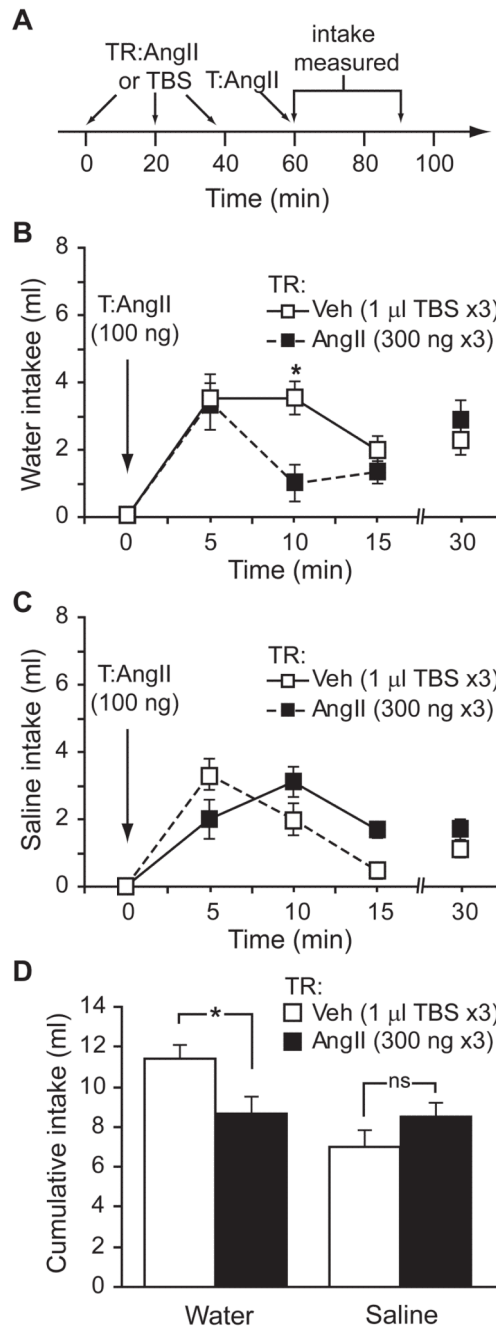 A
TR:AngII
or TBS
T:AngII
intake
measured
0 20 40 60 80 100
Time (min)
B
Water intakee (ml)
8
6
4
2
0
T:AngII
(100 ng)
TR:
Veh (1 µl TBS x3)
AngII (300 ng x3)
*
0 5 10 15 30
Time (min)
C
Saline intake (ml)
8
6
4
2
0
T:AngII
(100 ng)
TR:
Veh (1 µl TBS x3)
AngII (300 ng x3)
0 5 10 15 30
Time (min)
D
Cumulative intake (ml)
14
12
10
8
6
4
2
0
TR:
Veh (1 µl TBS x3)
AngII (300 ng x3)
*
ns
Water Saline